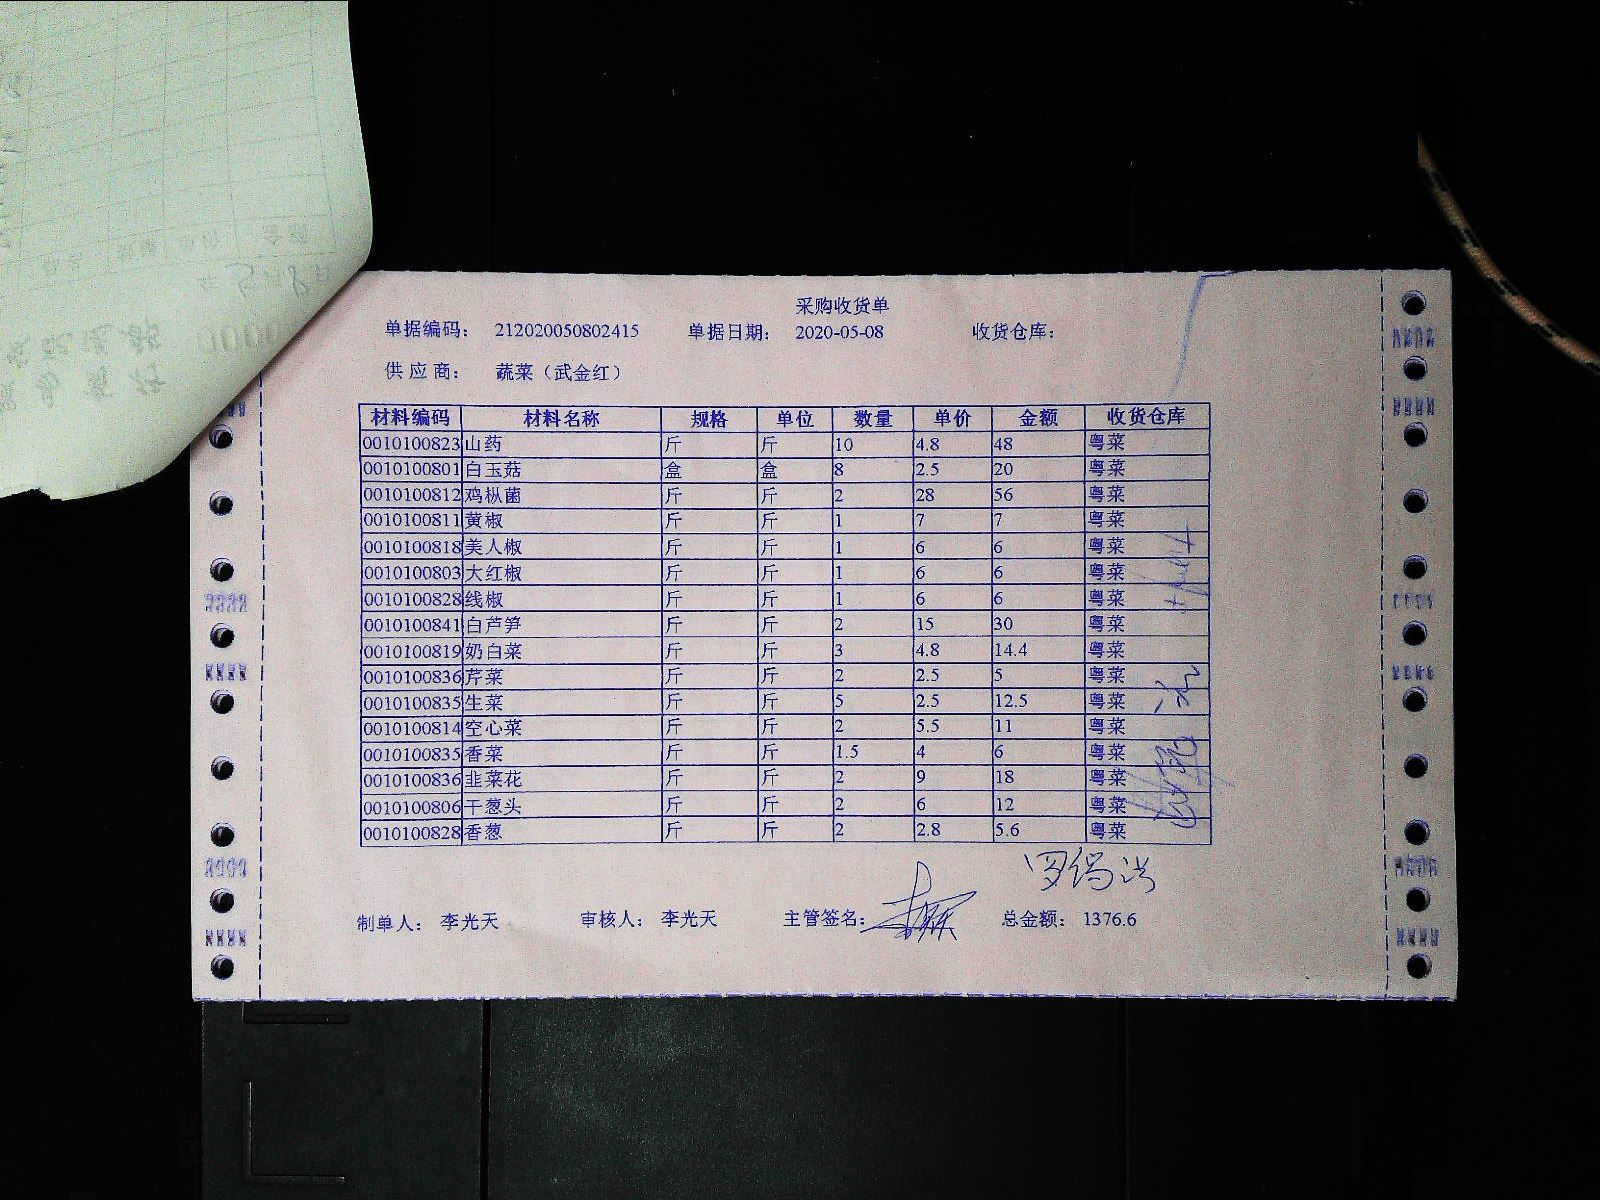 采购收货单
单据编码： 212020050802415 单据日期： 2020-05-08 收货仓库：
供应商： 蔬菜（武金红）
材料编码 材料名称 规格 单位 数量 单价 金额 收货仓库
0010100823 山药 斤 斤 10 4.8 48 粤菜
0010100801 白玉菇 盒 盒 8 2.5 20 粤菜
0010100812 鸡枞菌 斤 斤 2 28 56 粤菜
0010100811 黄椒 斤 斤 1 7 7 粤菜
0010100818 美人椒 斤 斤 1 6 6 粤菜
0010100803 大红椒 斤 斤 1 6 6 粤菜
0010100828 线椒 斤 斤 1 6 6 粤菜
0010100841 白芦笋 斤 斤 2 15 30 粤菜
0010100819 奶白菜 斤 斤 3 4.8 14.4 粤菜
0010100836 芹菜 斤 斤 2 2.5 5 粤菜
0010100835 生菜 斤 斤 5 2.5 12.5 粤菜
0010100814 空心菜 斤 斤 2 5.5 11 粤菜
0010100835 香菜 斤 斤 1.5 4 6 粤菜
0010100836 韭菜花 斤 斤 2 9 18 粤菜
0010100806 干葱头 斤 斤 2 6 12 粤菜
0010100828 香葱 斤 斤 2 2.8 5.6 粤菜
制单人： 李光天 审核人： 李光天 主管签名： 总金额： 1376.6